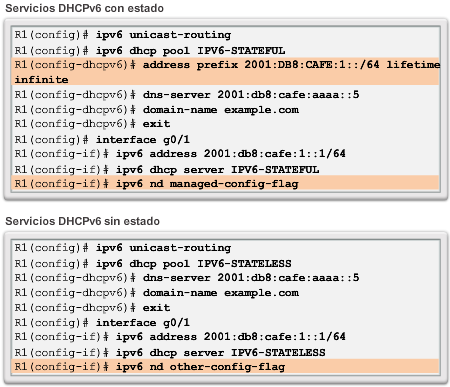 Servicios DHCPv6 con estado
R1(config)# ipv6 unicast-routing
R1(config)# ipv6 dhcp pool IPV6-STATEFUL
R1(config-dhcpv6)# address prefix 2001:DB8:CAFE:1::/64 lifetime
infinite
R1(config-dhcpv6)# dns-server 2001:db8:cafe:aaaa::5
R1(config-dhcpv6)# domain-name example.com
R1(config-dhcpv6)# exit
R1(config)# interface g0/1
R1(config-if)# ipv6 address 2001:db8:cafe:1::1/64
R1(config-if)# ipv6 dhcp server IPV6-STATEFUL
R1(config-if)# ipv6 nd managed-config-flag
Servicios DHCPv6 sin estado
R1(config)# ipv6 unicast-routing
R1(config)# ipv6 dhcp pool IPV6-STATELESS
R1(config-dhcpv6)# dns-server 2001:db8:cafe:aaaa::5
R1(config-dhcpv6)# domain-name example.com
R1(config-dhcpv6)# exit
R1(config)# interface g0/1
R1(config-if)# ipv6 address 2001:db8:cafe:1::1/64
R1(config-if)# ipv6 dhcp server IPV6-STATELESS
R1(config-if)# ipv6 nd other-config-flag